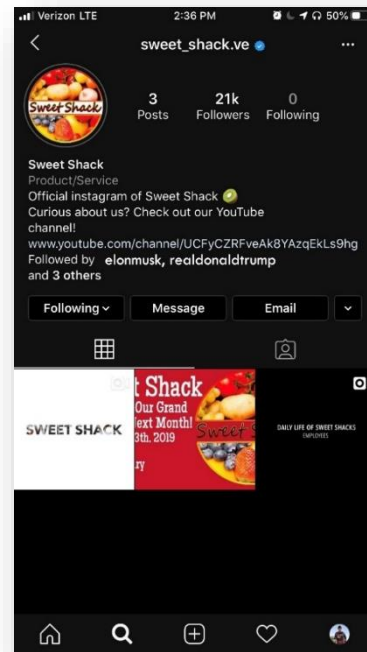 Verizon LTE 2:36 PM 50%
sweet_shack.ve
Sweet Shack
3 21k 0
Posts Followers Following
Sweet Shack
Product/Service
Official instagram of Sweet Shack 🥝
Curious about us? Check out our YouTube
channel!
www.youtube.com/channel/UCFyCZRFveAk8YAzqEkLs9hg
Followed by elonmusk, realdonaldtrump
and 3 others
Following Message Email
SWEET SHACK
t Shack
Our Grand
Next Month!
3th, 2019
ry
Sweet S
DAILY LIFE OF SWEET SHACKS
EMPLOYEES